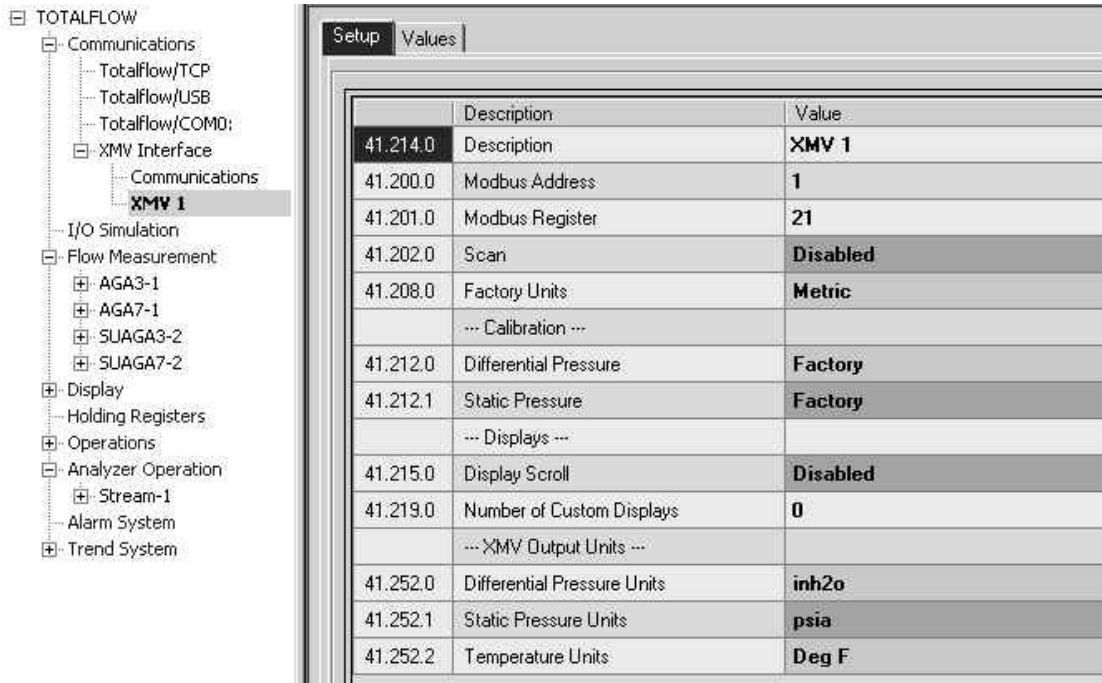 TOTALFLOW
Communications
Totalflow/TCP
Totalflow/USB
Totalflow/COM0:
XMV Interface
Communications
XMV 1
I/O Simulation
Flow Measurement
AGA3-1
AGA7-1
SUAGA3-2
SUAGA7-2
Display
Holding Registers
Operations
Analyzer Operation
Stream-1
Alarm System
Trend System
Setup Values
Description Value
41.214.0 Description XMV 1
41.200.0 Modbus Address 1
41.201.0 Modbus Register 21
41.202.0 Scan Disabled
41.208.0 Factory Units Metric
--- Calibration ---
41.212.0 Differential Pressure Factory
41.212.1 Static Pressure Factory
--- Displays ---
41.215.0 Display Scroll Disabled
41.219.0 Number of Custom Displays 0
--- XMV Output Units ---
41.252.0 Differential Pressure Units inh2o
41.252.1 Static Pressure Units psia
41.252.2 Temperature Units Deg F